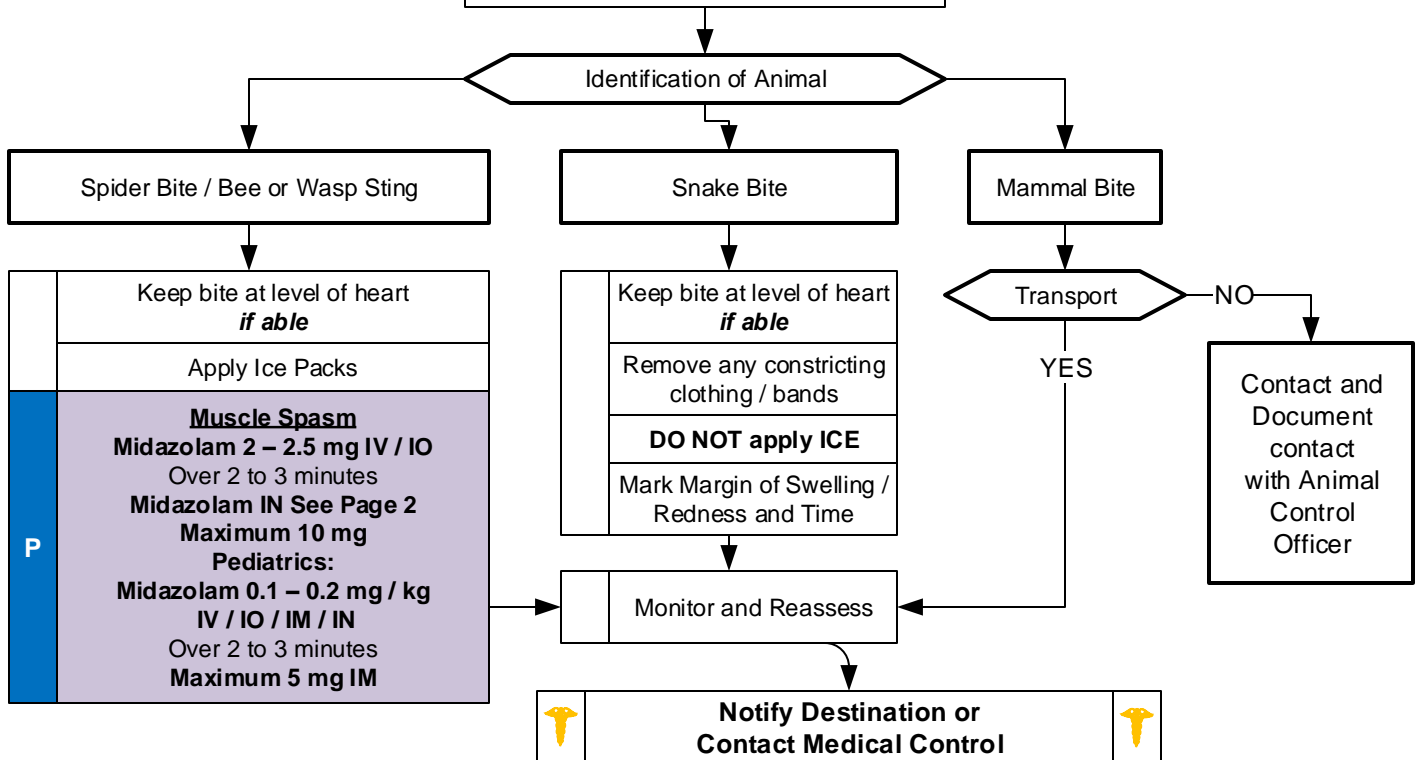 Identification of Animal
Spider Bite / Bee or Wasp Sting
Snake Bite
Mammal Bite
Keep bite at level of heart
if able
Apply Ice Packs
P
Muscle Spasm
Midazolam 2 – 2.5 mg IV / IO
Over 2 to 3 minutes
Midazolam IN See Page 2
Maximum 10 mg
Pediatrics:
Midazolam 0.1 – 0.2 mg / kg
IV / IO / IM / IN
Over 2 to 3 minutes
Maximum 5 mg IM
Keep bite at level of heart
if able
Remove any constricting
clothing / bands
DO NOT apply ICE
Mark Margin of Swelling /
Redness and Time
Transport
NO
YES
Contact and
Document
contact
with Animal
Control
Officer
Monitor and Reassess
Notify Destination or
Contact Medical Control